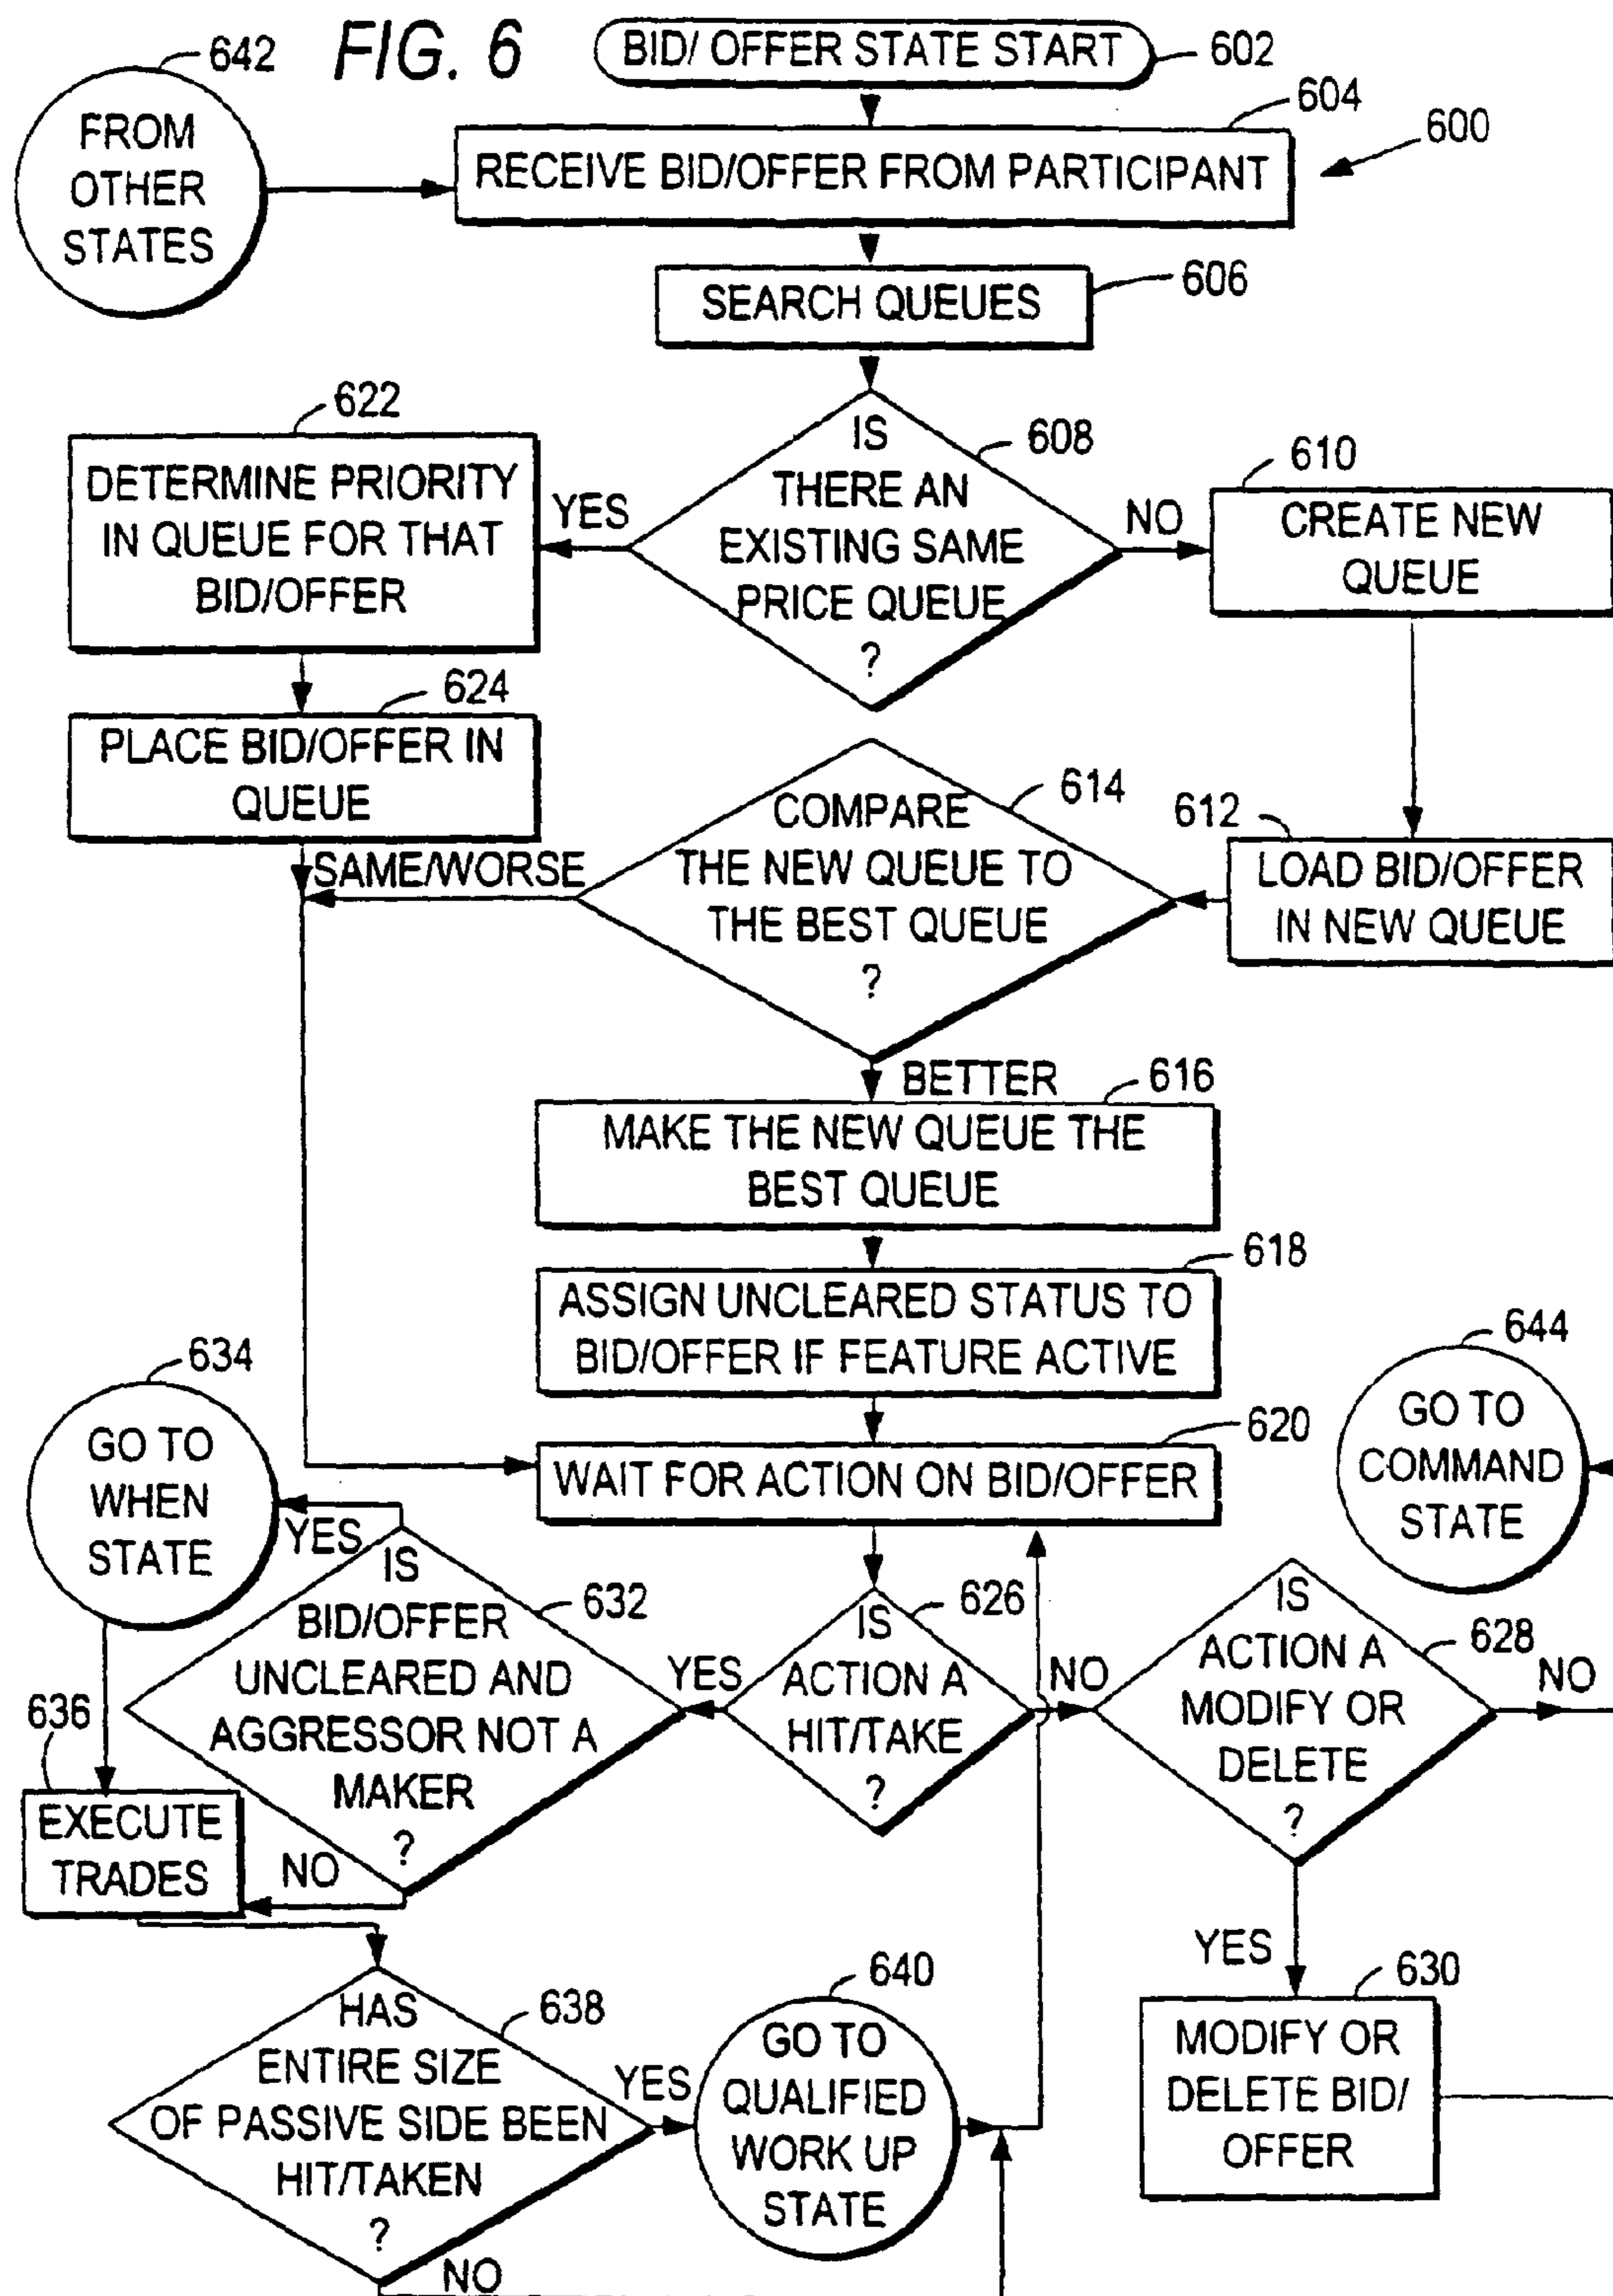 642
FIG. 6
BID/ OFFER STATE START
602
604
600
FROM
OTHER
STATES
RECEIVE BID/OFFER FROM PARTICIPANT
SEARCH QUEUES
606
622
DETERMINE PRIORITY
IN QUEUE FOR THAT
BID/OFFER
YES
IS
THERE AN
EXISTING SAME
PRICE QUEUE
?
608
NO
610
CREATE NEW
QUEUE
624
PLACE BID/OFFER IN
QUEUE
SAME/WORSE
COMPARE
THE NEW QUEUE TO
THE BEST QUEUE
?
614
612
LOAD BID/OFFER
IN NEW QUEUE
BETTER
616
MAKE THE NEW QUEUE THE
BEST QUEUE
618
ASSIGN UNCLEARED STATUS TO
BID/OFFER IF FEATURE ACTIVE
634
GO TO
WHEN
STATE
620
WAIT FOR ACTION ON BID/OFFER
644
GO TO
COMMAND
STATE
YES
IS
BID/OFFER
UNCLEARED AND
AGGRESSOR NOT A
MAKER
?
632
YES
IS
ACTION A
HIT/TAKE
?
626
NO
IS
ACTION A
MODIFY OR
DELETE
?
628
NO
636
EXECUTE
TRADES
NO
YES
630
MODIFY OR
DELETE BID/
OFFER
HAS
ENTIRE SIZE
OF PASSIVE SIDE BEEN
HIT/TAKEN
?
638
YES
640
GO TO
QUALIFIED
WORK UP
STATE
NO